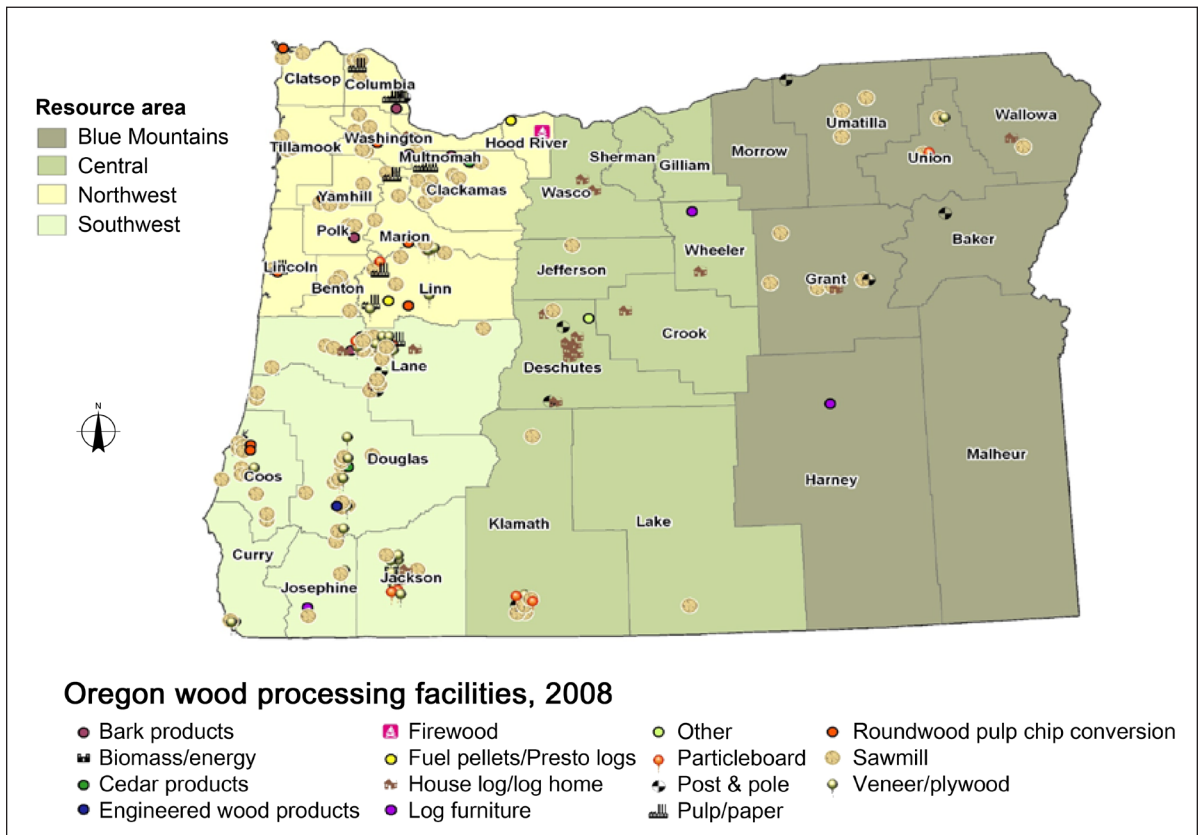 Resource area
Blue Mountains
Central
Northwest
Southwest
N
Clatsop
Columbia
Tillamook
Washington
Multnomah
Hood River
Yamhill
Clackamas
Polk
Marion
Lincoln
Benton
Linn
Lane
Coos
Douglas
Curry
Josephine
Jackson
Wasco
Sherman
Gilliam
Wheeler
Jefferson
Crook
Deschutes
Klamath
Lake
Morrow
Umatilla
Union
Wallowa
Baker
Grant
Harney
Malheur
Oregon wood processing facilities, 2008
Bark products
Biomass/energy
Cedar products
Engineered wood products
Firewood
Fuel pellets/Presto logs
House log/log home
Log furniture
Other
Particleboard
Post & pole
Pulp/paper
Roundwood pulp chip conversion
Sawmill
Veneer/plywood